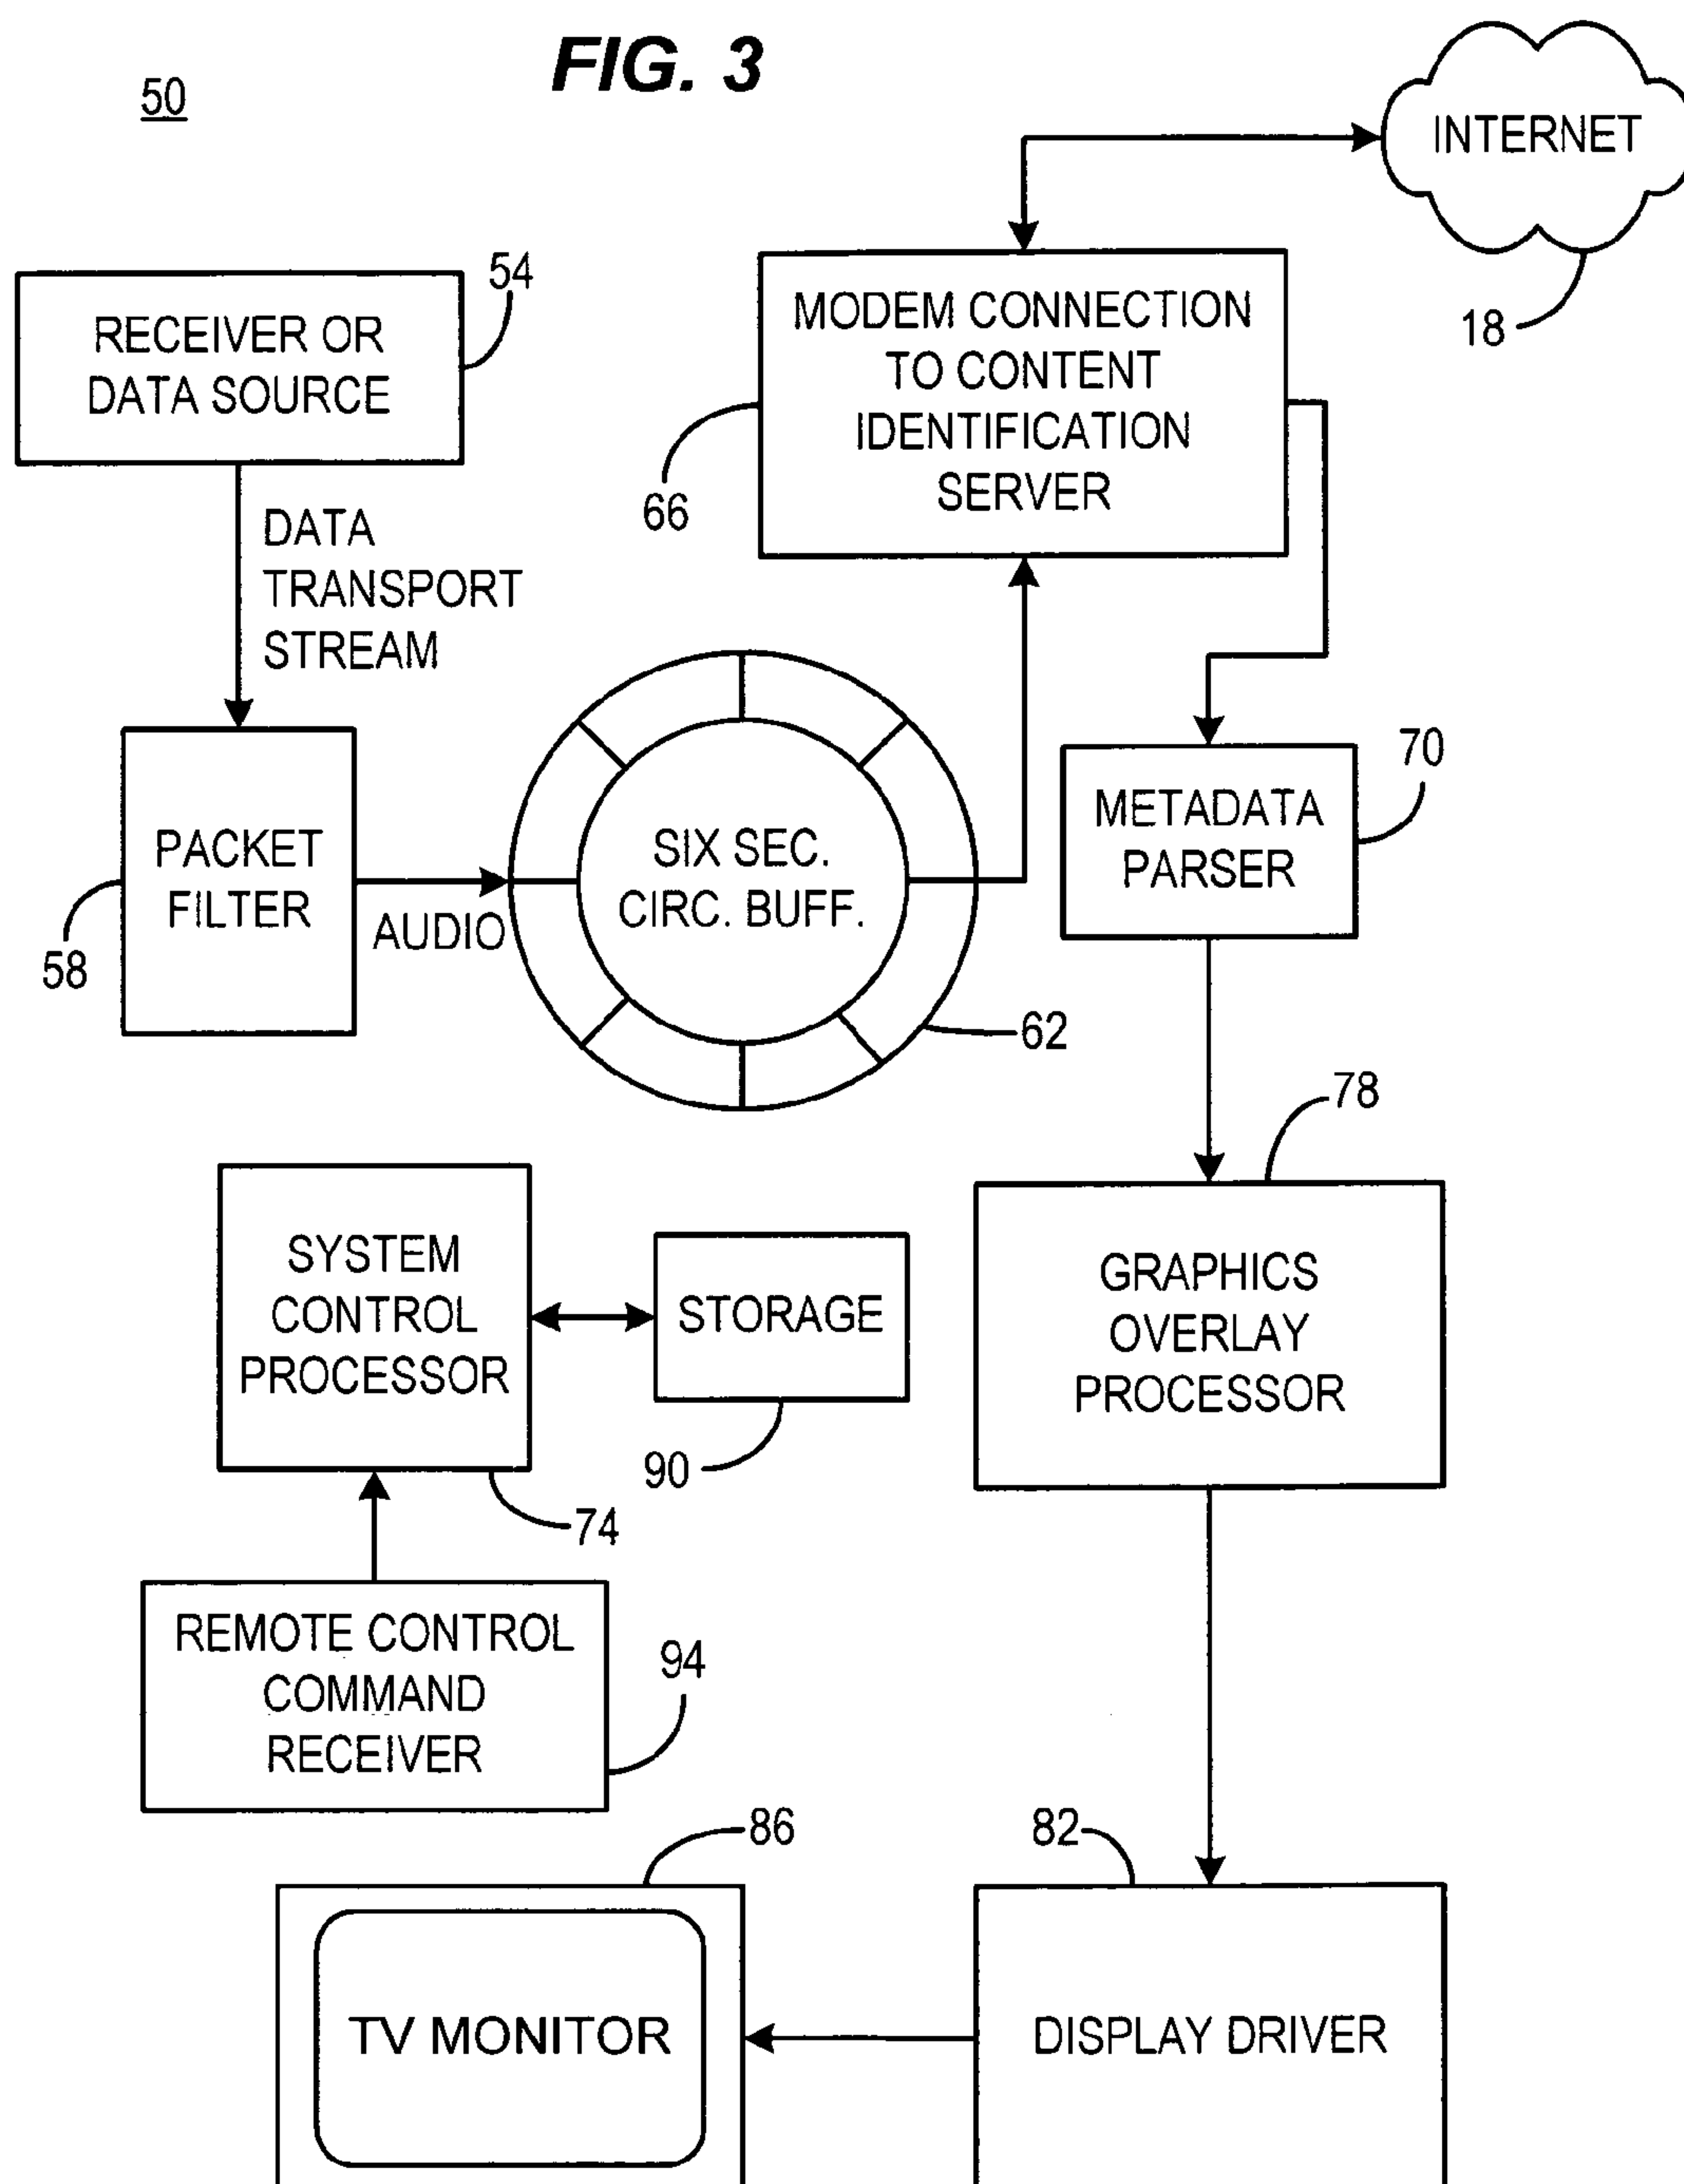 FIG. 3
50
INTERNET
18
RECEIVER OR
DATA SOURCE
54
MODEM CONNECTION
TO CONTENT
IDENTIFICATION
SERVER
66
DATA
TRANSPORT
STREAM
PACKET
FILTER
58
AUDIO
SIX SEC.
CIRC. BUFF.
62
METADATA
PARSER
70
78
SYSTEM
CONTROL
PROCESSOR
74
STORAGE
90
GRAPHICS
OVERLAY
PROCESSOR
REMOTE CONTROL
COMMAND
RECEIVER
94
86
82
TV MONITOR
DISPLAY DRIVER